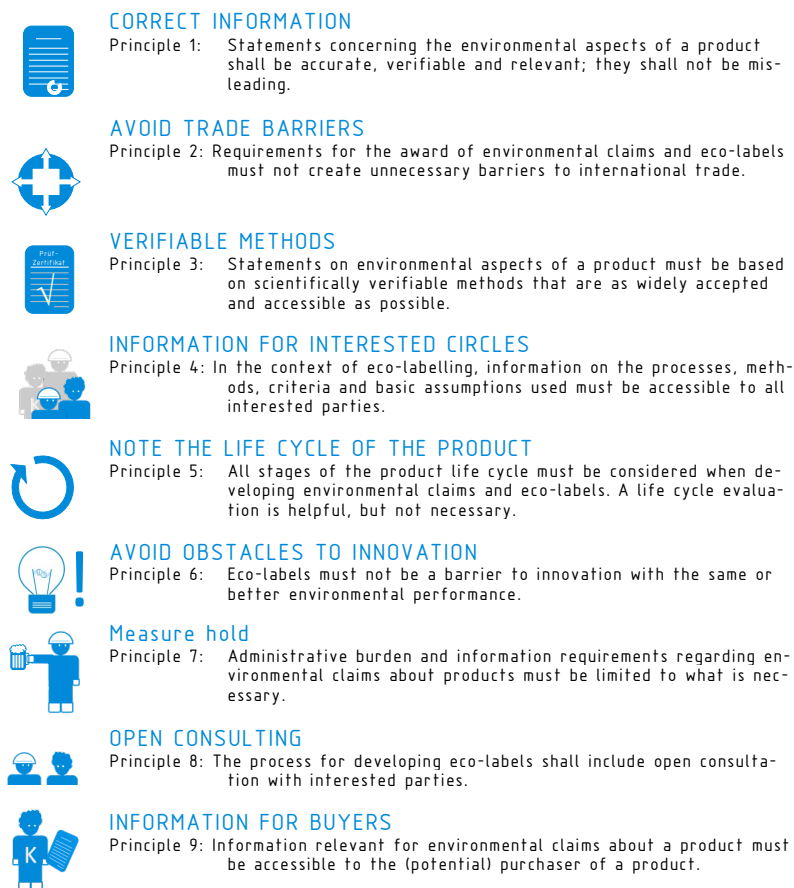 CORRECT INFORMATION
Principle 1: Statements concerning the environmental aspects of a product
shall be accurate, verifiable and relevant; they shall not be mis-
leading.
AVOID TRADE BARRIERS
Principle 2: Requirements for the award of environmental claims and eco-labels
must not create unnecessary barriers to international trade.
Prüf-
Zertifikat
VERIFIABLE METHODS
Principle 3: Statements on environmental aspects of a product must be based
on scientifically verifiable methods that are as widely accepted
and accessible as possible.
INFORMATION FOR INTERESTED CIRCLES
Principle 4: In the context of eco-labelling, information on the processes, meth-
ods, criteria and basic assumptions used must be accessible to all
interested parties.
NOTE THE LIFE CYCLE OF THE PRODUCT
Principle 5: All stages of the product life cycle must be considered when de-
veloping environmental claims and eco-labels. A life cycle evalua-
tion is helpful, but not necessary.
AVOID OBSTACLES TO INNOVATION
Principle 6: Eco-labels must not be a barrier to innovation with the same or
better environmental performance.
Measure hold
Principle 7: Administrative burden and information requirements regarding en-
vironmental claims about products must be limited to what is nec-
essary.
OPEN CONSULTING
Principle 8: The process for developing eco-labels shall include open consulta-
tion with interested parties.
INFORMATION FOR BUYERS
Principle 9: Information relevant for environmental claims about a product must
be accessible to the (potential) purchaser of a product.
K